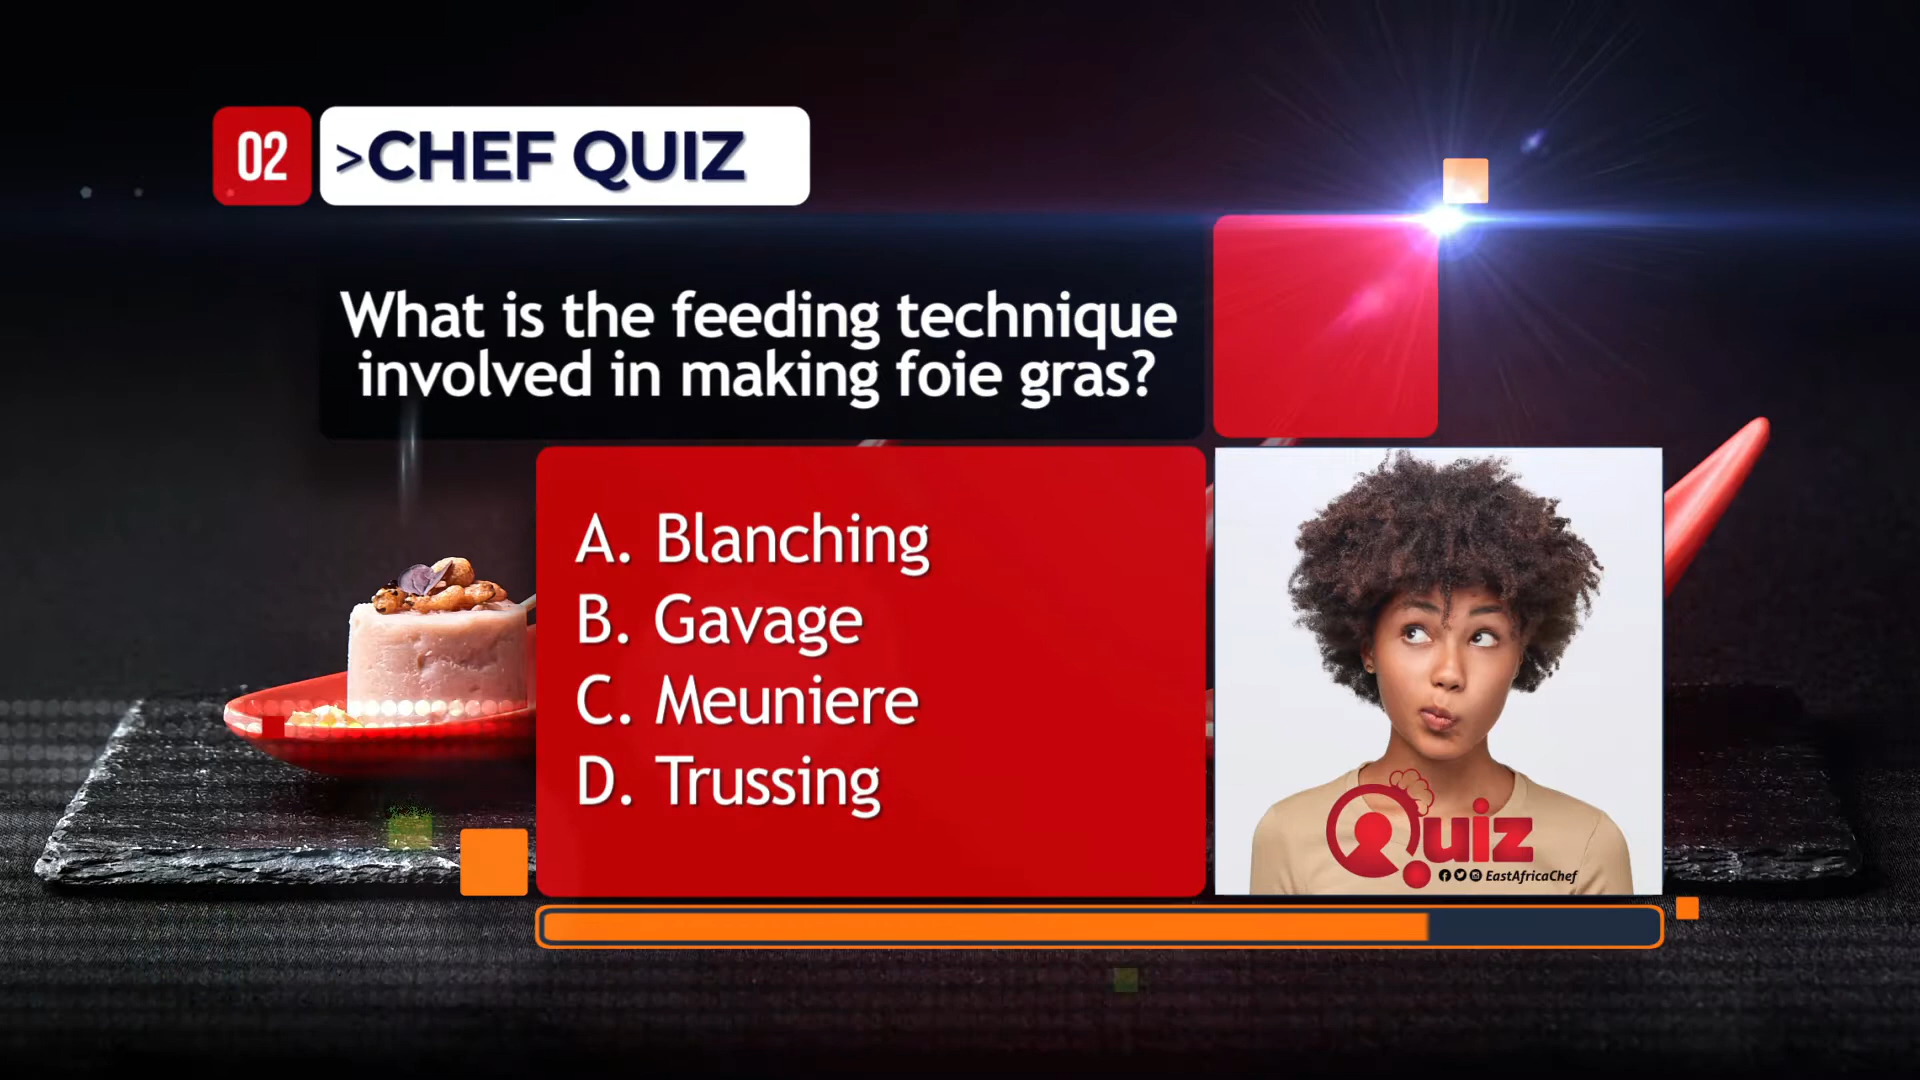 02
>CHEF QUIZ
What is the feeding technique
involved in making foie gras?
A. Blanching
B. Gavage
C. Meuniere
D. Trussing
Quiz
EastAfricaChef